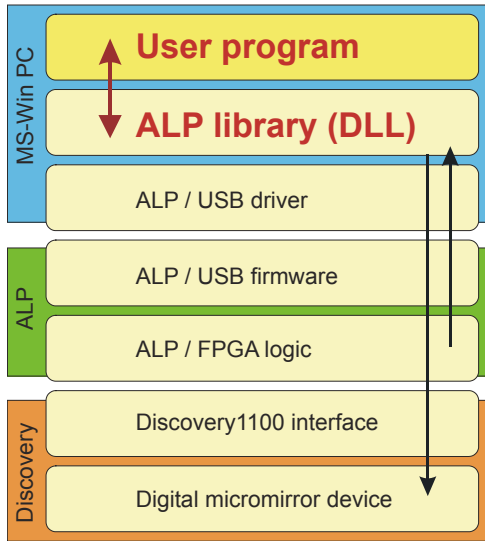 MS-Win PC
User program
ALP library (DLL)
ALP / USB driver
ALP
ALP / USB firmware
ALP / FPGA logic
Discovery
Discovery1100 interface
Digital micromirror device